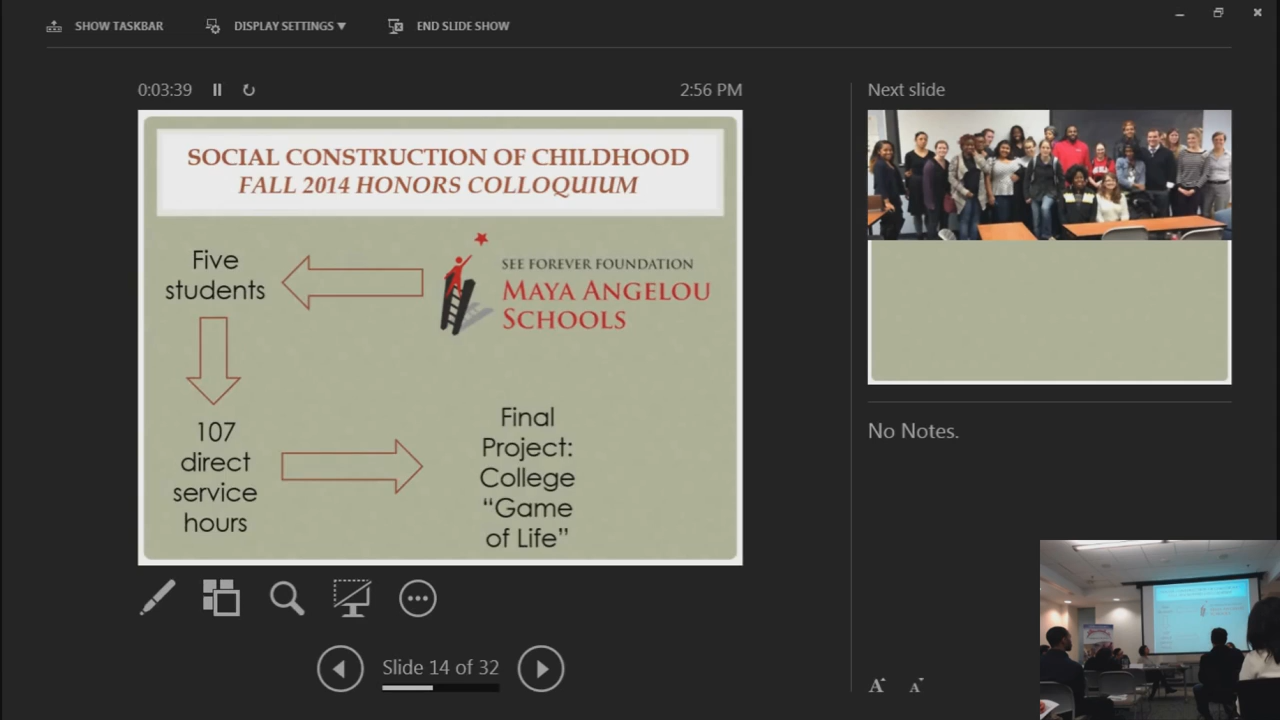 SHOW TASKBAR
DISPLAY SETTINGS ▼
END SLIDE SHOW
0:03:39
2:56 PM
Next slide
SOCIAL CONSTRUCTION OF CHILDHOOD
FALL 2014 HONORS COLLOQUIUM
Five
students
SEE FOREVER FOUNDATION
MAYA ANGELOU
SCHOOLS
107
direct
service
hours
Final
Project:
College
“Game
of Life”
No Notes.
Slide 14 of 32
A
A